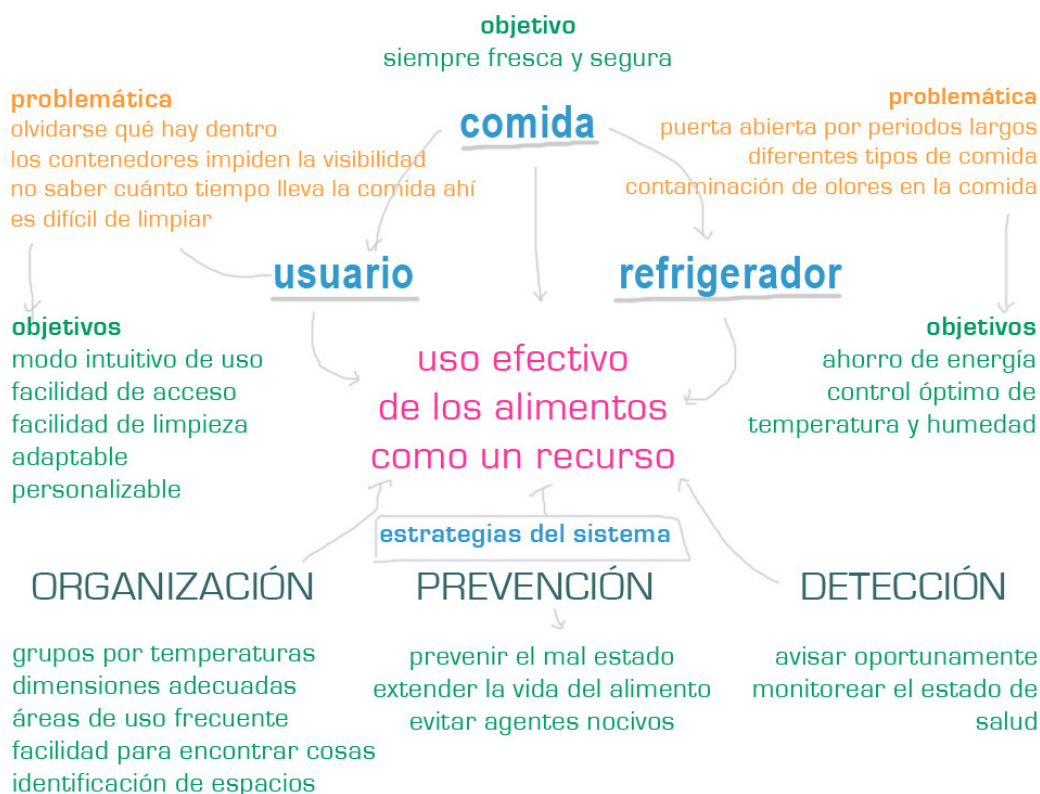 objetivo
siempre fresca y segura
problemática
olvidarse qué hay dentro
los contenedores impiden la visibilidad
no saber cuánto tiempo lleva la comida ahí
es difícil de limpiar
comida
problemática
puerta abierta por periodos largos
diferentes tipos de comida
contaminación de olores en la comida
usuario
refrigerador
objetivos
modo intuitivo de uso
facilidad de acceso
facilidad de limpieza
adaptable
personalizable
uso efectivo
de los alimentos
como un recurso
objetivos
ahorro de energía
control óptimo de
temperatura y humedad
estrategias del sistema
ORGANIZACIÓN
grupos por temperaturas
dimensiones adecuadas
áreas de uso frecuente
facilidad para encontrar cosas
identificación de espacios
PREVENCIÓN
prevenir el mal estado
extender la vida del alimento
evitar agentes nocivos
DETECCIÓN
avisar oportunamente
monitorear el estado de
salud